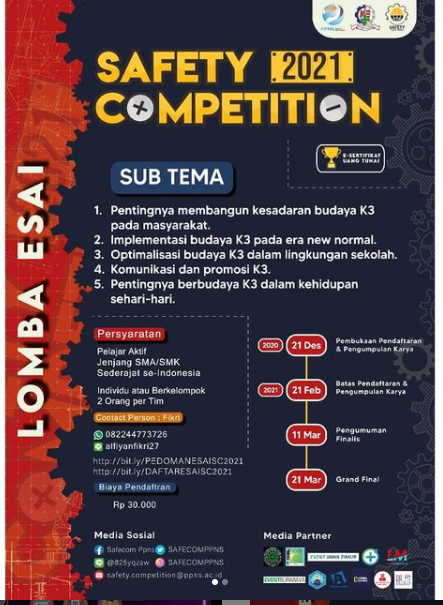 SAFETY 2021
COMPETITION
E-SERTIFIKAT
UANG TUNAI
LOMBA ESAI
SUB TEMA
1. Pentingnya membangun kesadaran budaya K3
pada masyarakat.
2. Implementasi budaya K3 pada era new normal.
3. Optimalisasi budaya K3 dalam lingkungan sekolah.
4. Komunikasi dan promosi K3.
5. Pentingnya berbudaya K3 dalam kehidupan
sehari-hari.
Persyaratan
Pelajar Aktif
Jenjang SMA/SMK
Sederajat se-Indonesia
Individu atau Berkelompok
2 Orang per Tim
Contact Person : Fikri
082244773726
alfiyanfikri27
http://bit.ly/PEDOMANESAISC2021
http://bit.ly/DAFTARESAISC2021
Biaya Pendaftran
Rp 30.000
2020 21 Des Pembukaan Pendaftaran
& Pengumpulan Karya
2021 21 Feb Batas Pendaftaran &
Pengumpulan Karya
11 Mar Pengumuman
Finalis
21 Mar Grand Final
Media Sosial
Safecom Ppns SAFECOMPPNS
@826yqzaw SAFECOMPPNS
safety.competition@ppns.ac.id
Media Partner
EVENT JAWA TIMUR
EVENTSURABAYA